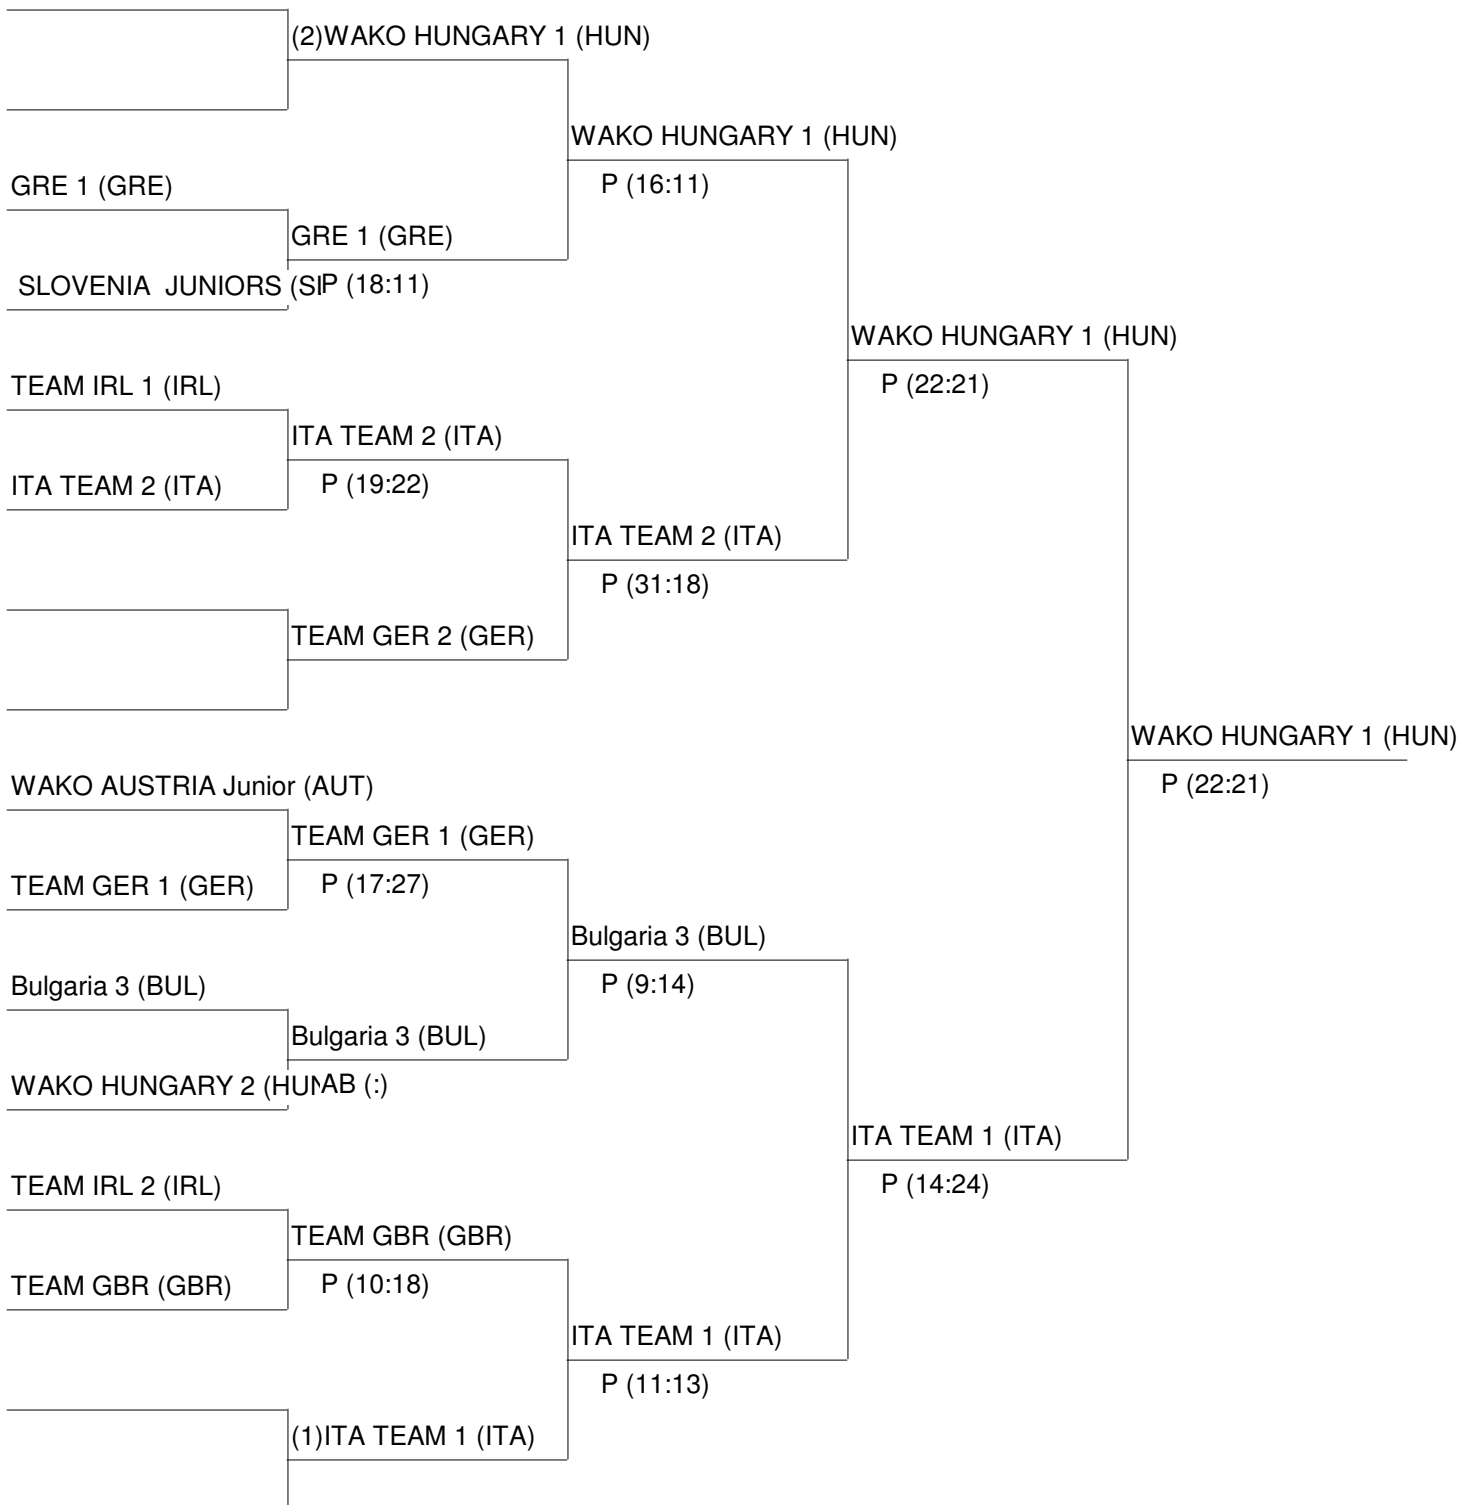 (2)WAKO HUNGARY 1 (HUN)
WAKO HUNGARY 1 (HUN)
P (16:11)
GRE 1 (GRE)
GRE 1 (GRE)
SLOVENIA  JUNIORS (SI
P (18:11)
WAKO HUNGARY 1 (HUN)
P (22:21)
TEAM IRL 1 (IRL)
ITA TEAM 2 (ITA)
ITA TEAM 2 (ITA)
P (19:22)
ITA TEAM 2 (ITA)
P (31:18)
TEAM GER 2 (GER)
WAKO HUNGARY 1 (HUN)
P (22:21)
WAKO AUSTRIA Junior (AUT)
TEAM GER 1 (GER)
TEAM GER 1 (GER)
P (17:27)
Bulgaria 3 (BUL)
P (9:14)
Bulgaria 3 (BUL)
Bulgaria 3 (BUL)
WAKO HUNGARY 2 (HUN
AB (:)
ITA TEAM 1 (ITA)
P (14:24)
TEAM IRL 2 (IRL)
TEAM GBR (GBR)
TEAM GBR (GBR)
P (10:18)
ITA TEAM 1 (ITA)
P (11:13)
(1)ITA TEAM 1 (ITA)